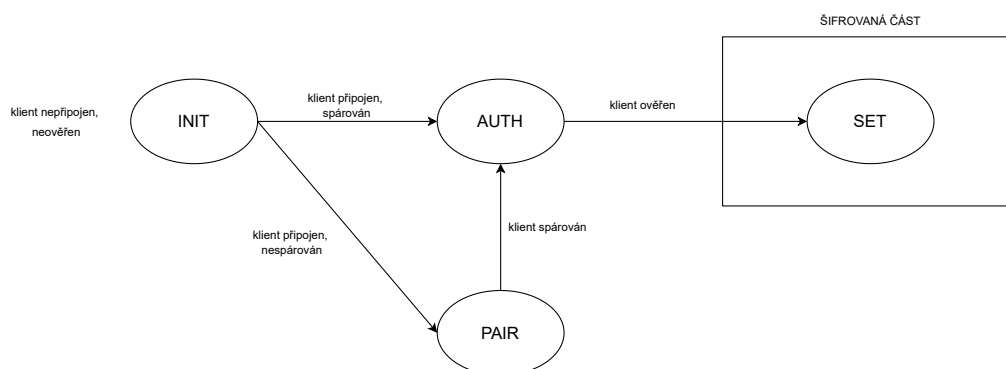 ŠIFROVANÁ ČÁST
klient nepřipojen,
neověřen
INIT
klient připojen,
spárován
AUTH
klient ověřen
SET
klient připojen,
nespárován
klient spárován
PAIR